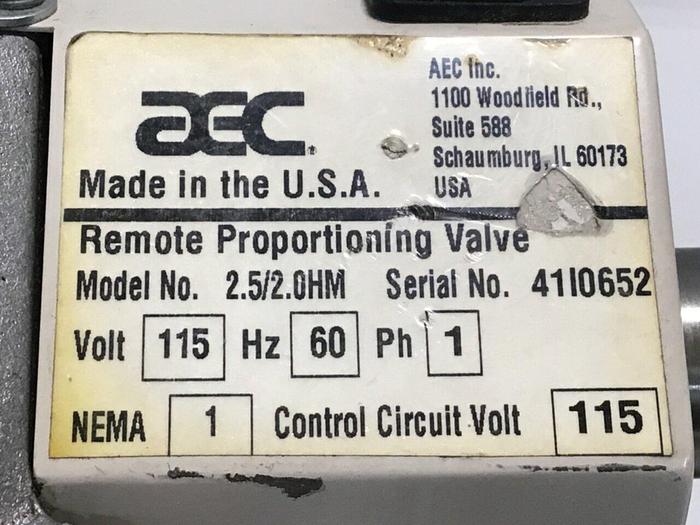 AEC
AEC Inc.
1100 Woodfield Rd.,
Suite 588
Schaumburg, IL 60173
USA
Made in the U.S.A.
Remote Proportioning Valve
Model No. 2.5/2.0HM Serial No. 41I0652
Volt 115 Hz 60 Ph 1
NEMA 1 Control Circuit Volt 115